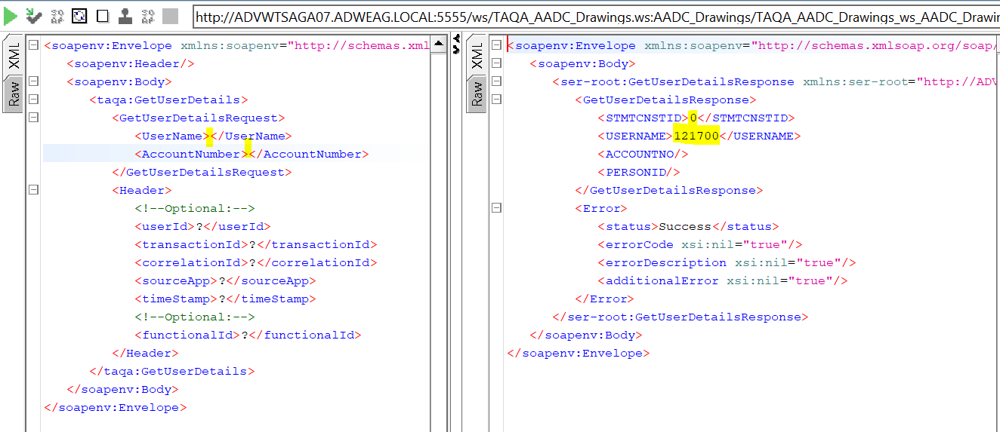 http://ADVWTSAGA07.ADWEAG.LOCAL:5555/ws/TAQA_AADC_Drawings.ws:AADC_Drawings/TAQA_AADC_Drawings_ws_AADC_Drawin
XML
Raw
<soapenv:Envelope xmlns:soapenv="http://schemas.xml
<soapenv:Header/>
<soapenv:Body>
<taqa:GetUserDetails>
<GetUserDetailsRequest>
<UserName></UserName>
<AccountNumber></AccountNumber>
</GetUserDetailsRequest>
<Header>
<!--Optional:-->
<userId>?</userId>
<transactionId>?</transactionId>
<correlationId>?</correlationId>
<sourceApp>?</sourceApp>
<timeStamp>?</timeStamp>
<!--Optional:-->
<functionalId>?</functionalId>
</Header>
</taqa:GetUserDetails>
</soapenv:Body>
</soapenv:Envelope>
XML
Raw
<soapenv:Envelope xmlns:soapenv="http://schemas.xmlsoap.org/soap/
<soapenv:Body>
<ser-root:GetUserDetailsResponse xmlns:ser-root="http://ADV
<GetUserDetailsResponse>
<STMTCNSTID>0</STMTCNSTID>
<USERNAME>121700</USERNAME>
<ACCOUNTNO/>
<PERSONID/>
</GetUserDetailsResponse>
<Error>
<status>Success</status>
<errorCode xsi:nil="true"/>
<errorDescription xsi:nil="true"/>
<additionalError xsi:nil="true"/>
</Error>
</ser-root:GetUserDetailsResponse>
</soapenv:Body>
</soapenv:Envelope>